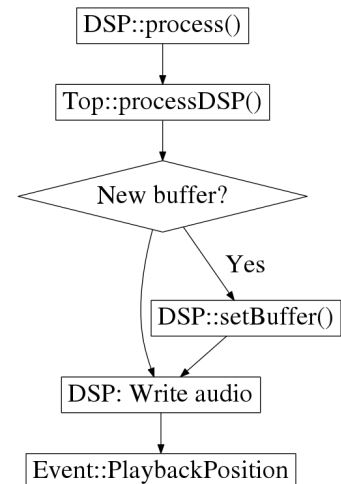 DSP::process()
Top::processDSP()
New buffer?
Yes
DSP::setBuffer()
DSP: Write audio
Event::PlaybackPosition